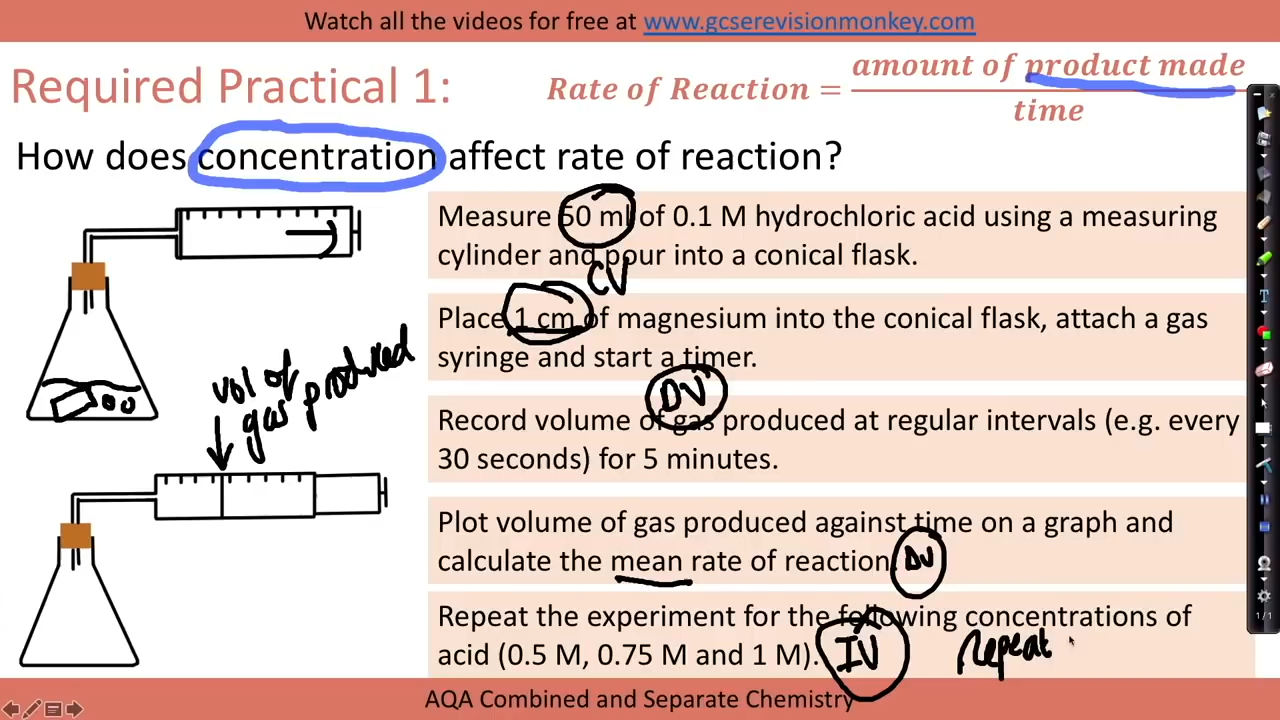 Watch all the videos for free at www.gcserevisionmonkey.com
Required Practical 1:
Rate of Reaction = amount of product made
time
How does concentration affect rate of reaction?
Measure 50 ml of 0.1 M hydrochloric acid using a measuring
cylinder and pour into a conical flask.
CV
Place 1 cm of magnesium into the conical flask, attach a gas
syringe and start a timer.
DV
Record volume of gas produced at regular intervals (e.g. every
30 seconds) for 5 minutes.
vol of
gas produced
Plot volume of gas produced against time on a graph and
calculate the mean rate of reaction.
DV
Repeat the experiment for the following concentrations of
acid (0.5 M, 0.75 M and 1 M).
IV
Repeat
AQA Combined and Separate Chemistry
1/1